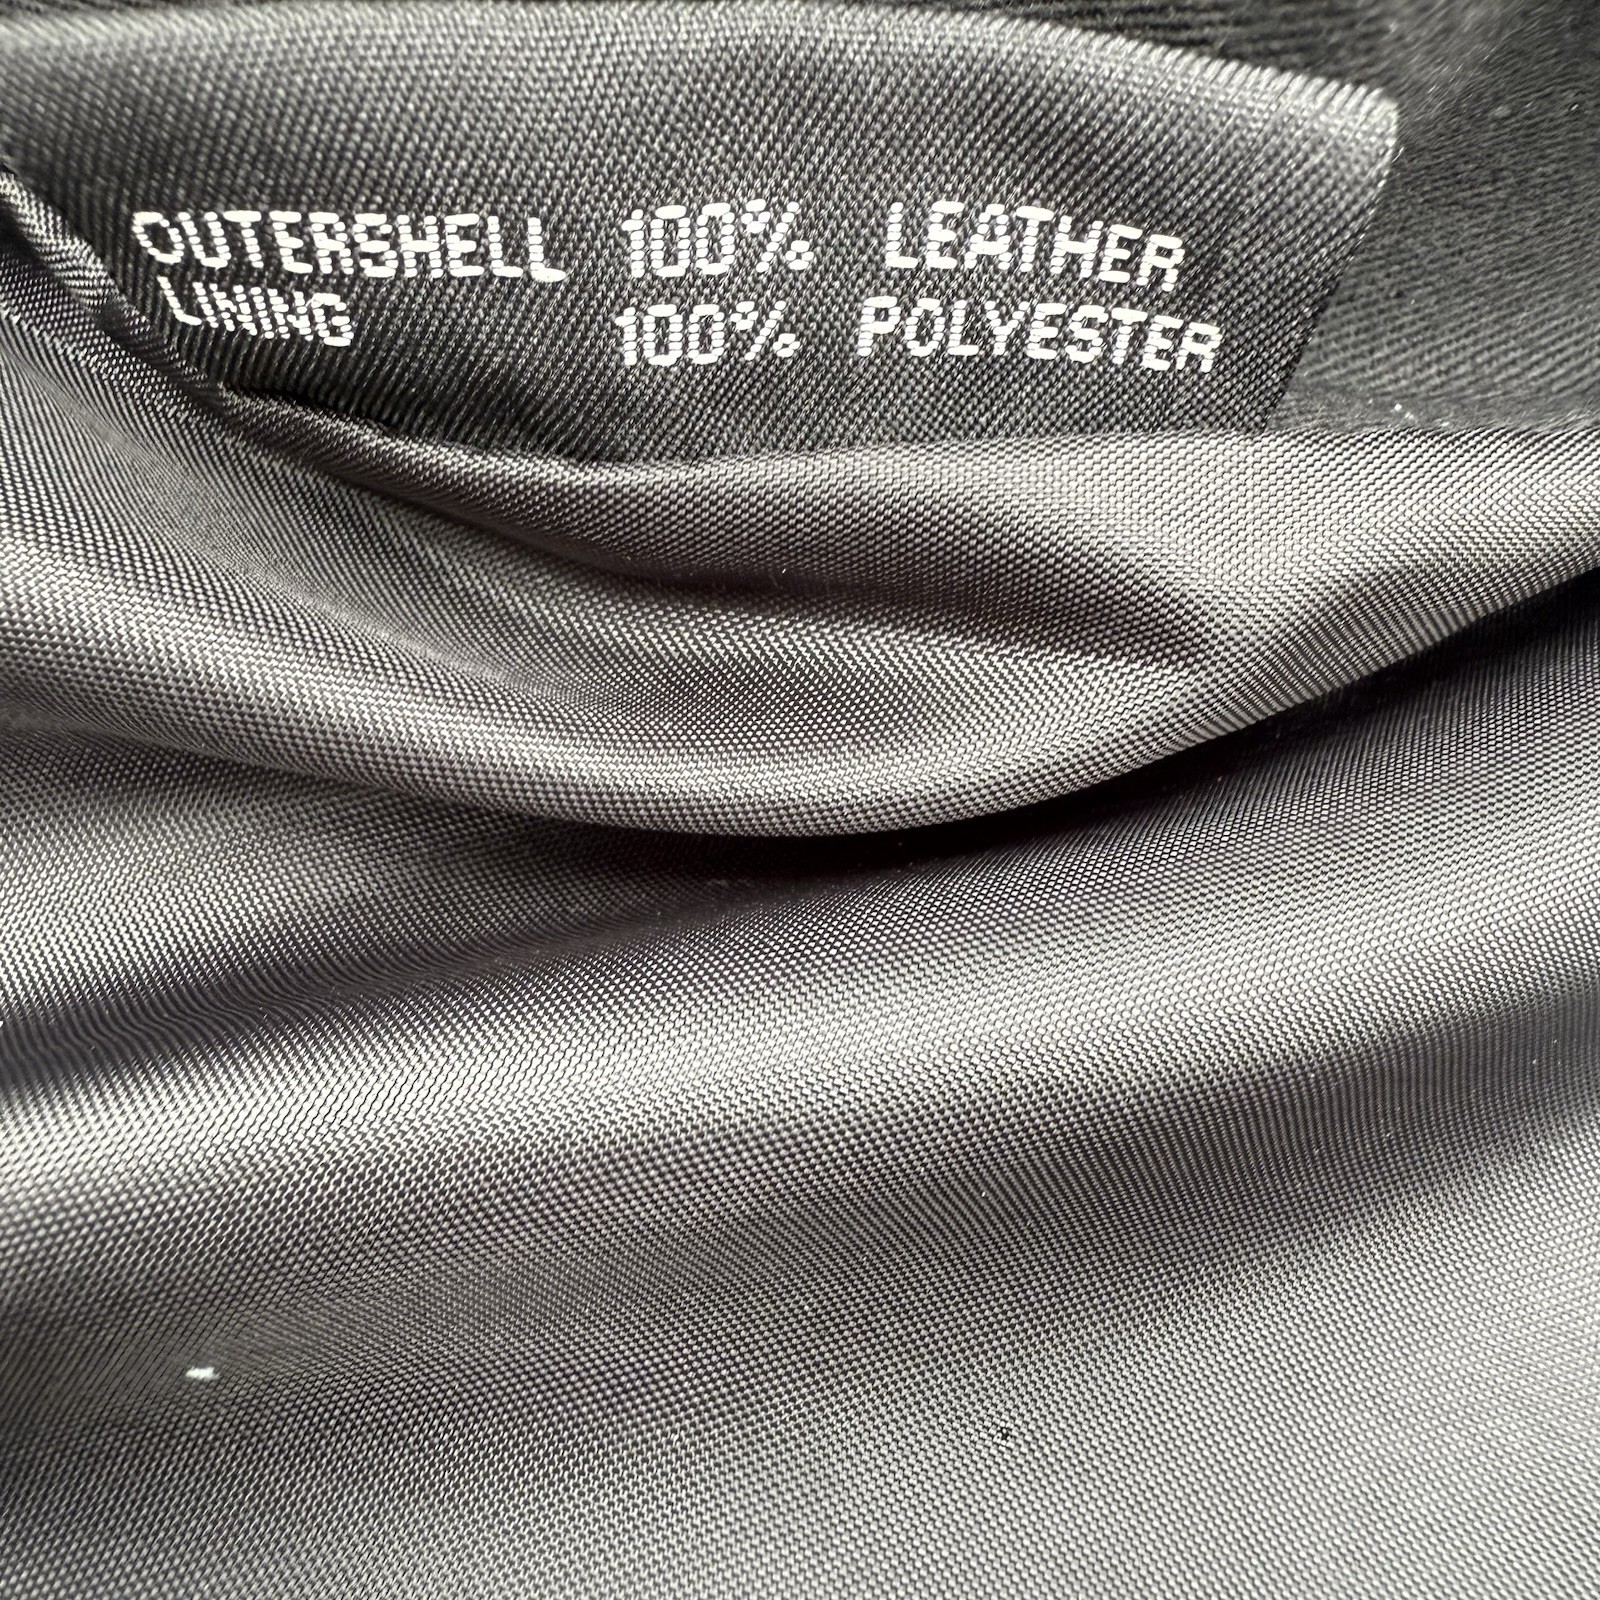 OUTERSHELL 100% LEATHER
LINING 100% POLYESTER